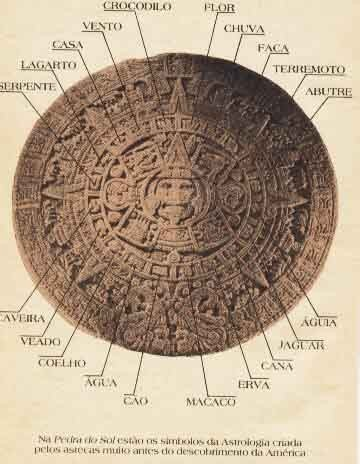 CROCODILO FLOR
VENTO CHUVA
CASA FACA
LAGARTO TERREMOTO
SERPENTE ABUTRE
CAVEIRA ÁGUIA
VEADO JAGUAR
COELHO CANA
ÁGUA ERVA
CÃO MACACO
Na Pedra do Sol estão os símbolos da Astrologia criada
pelos astecas muito antes do descobrimento da América